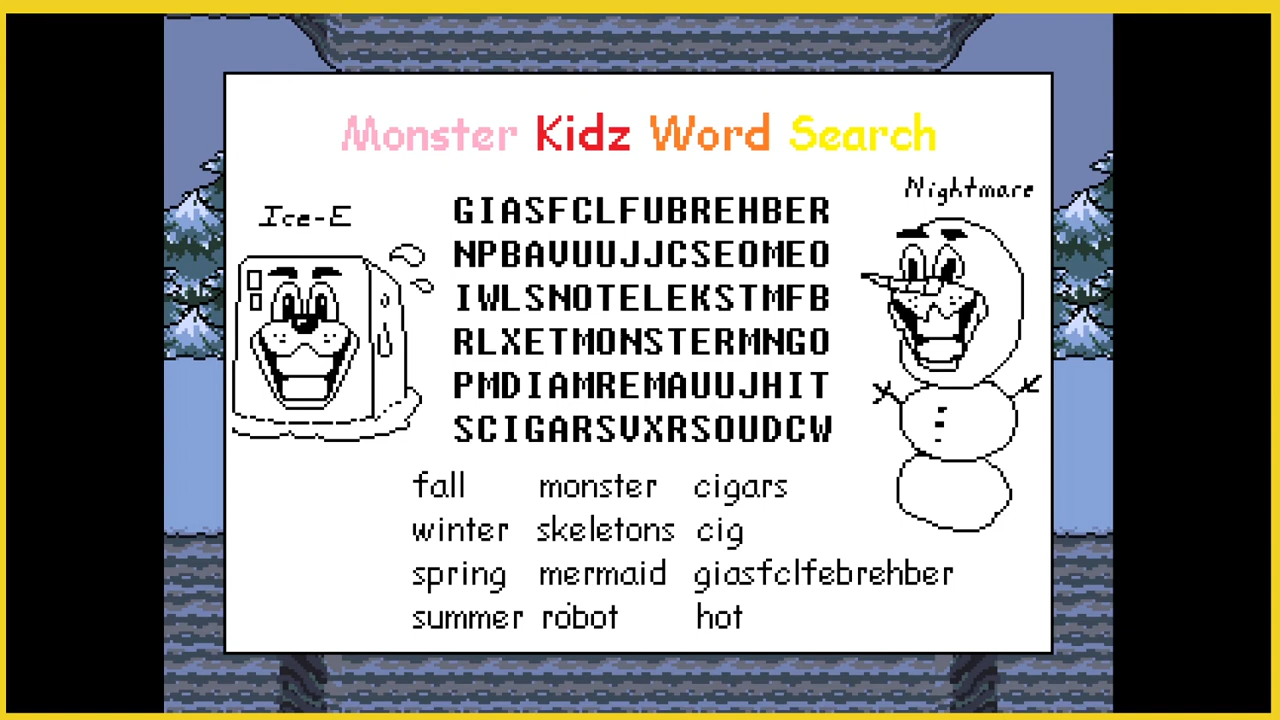 Monster Kidz Word Search
Ice-E
Nightmare
GIASFCLFUBREHBER
NPBAVUUJJCSEOMEO
IWLSNOTELEKSTMFB
RLXETMONSTERMNGO
PMDIAMREMAUUJHIT
SCIGARSVXRSOUDCW
fall monster cigars
winter skeletons cig
spring mermaid giasfclfebrehber
summer robot hot